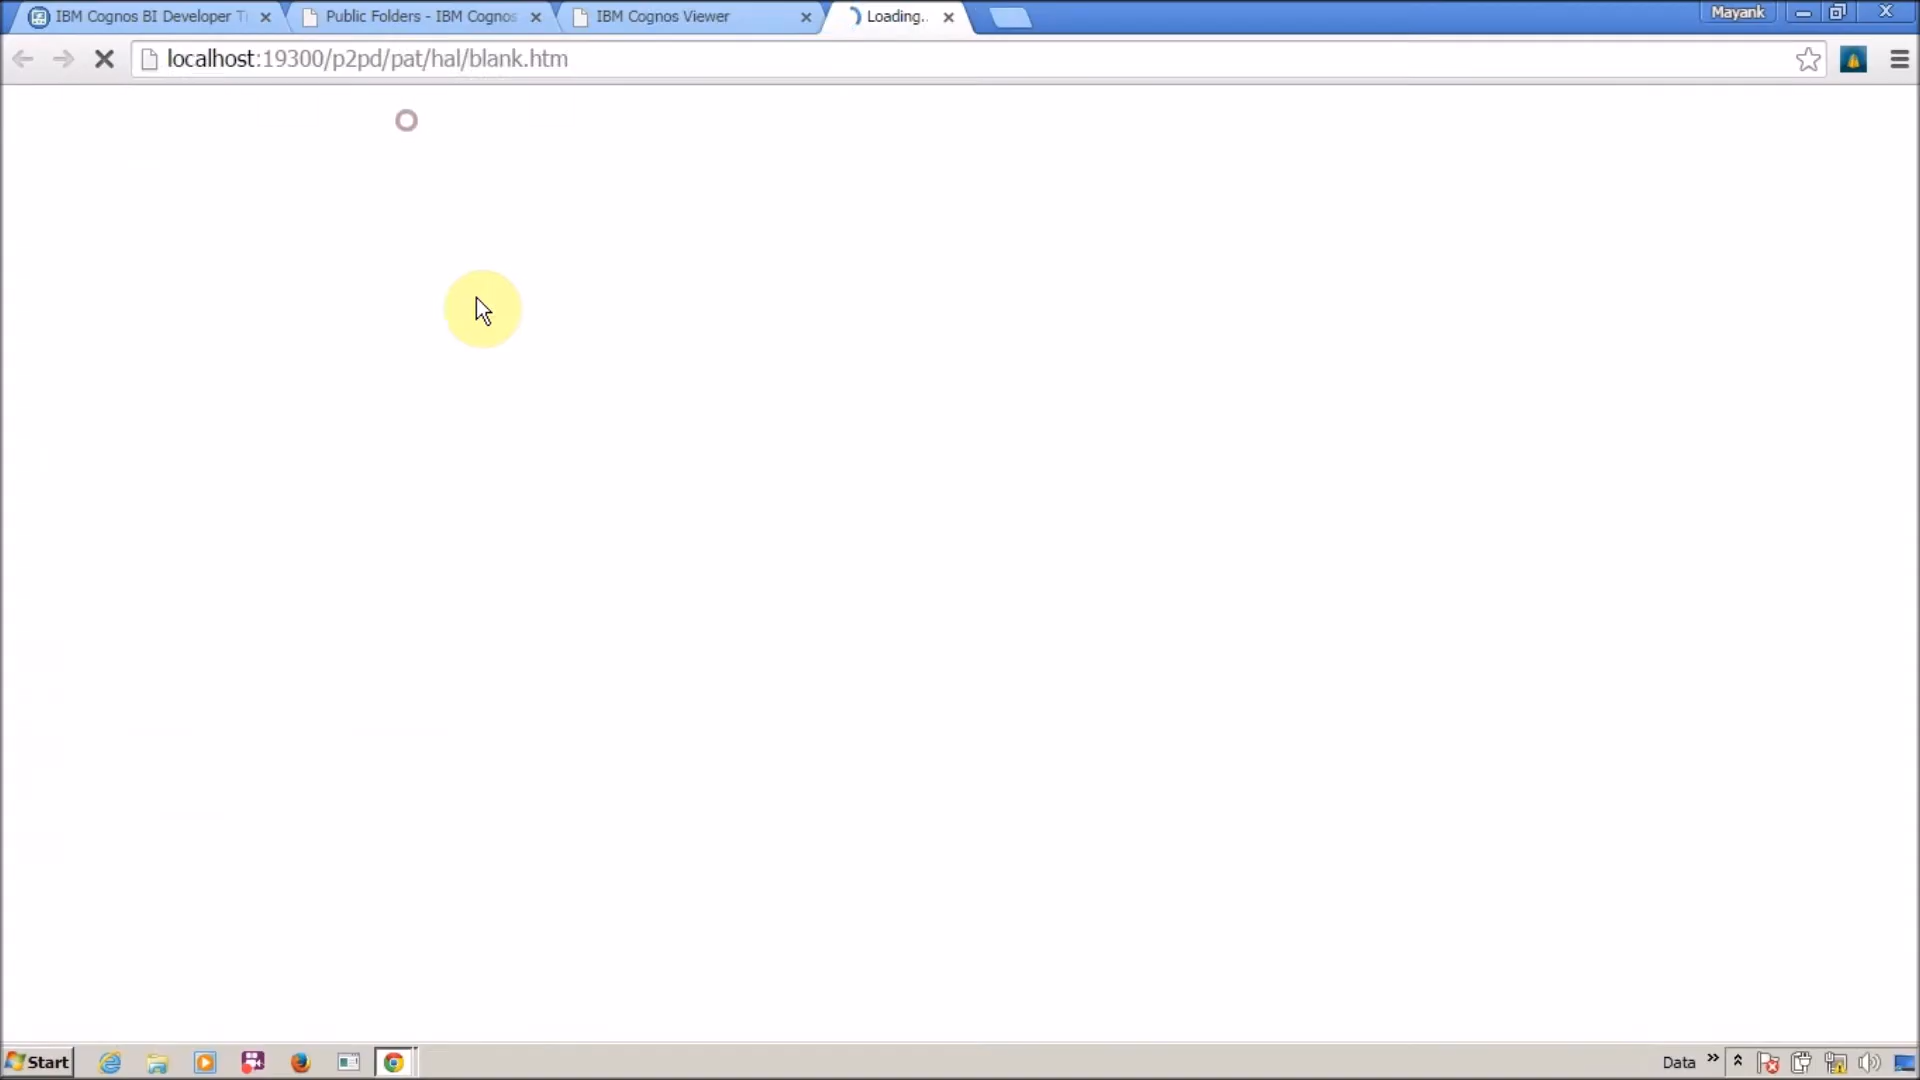 IBM Cognos BI Developer Tr
Public Folders - IBM Cognos
IBM Cognos Viewer
Loading..
Mayank
localhost:19300/p2pd/pat/hal/blank.htm
Start
Data